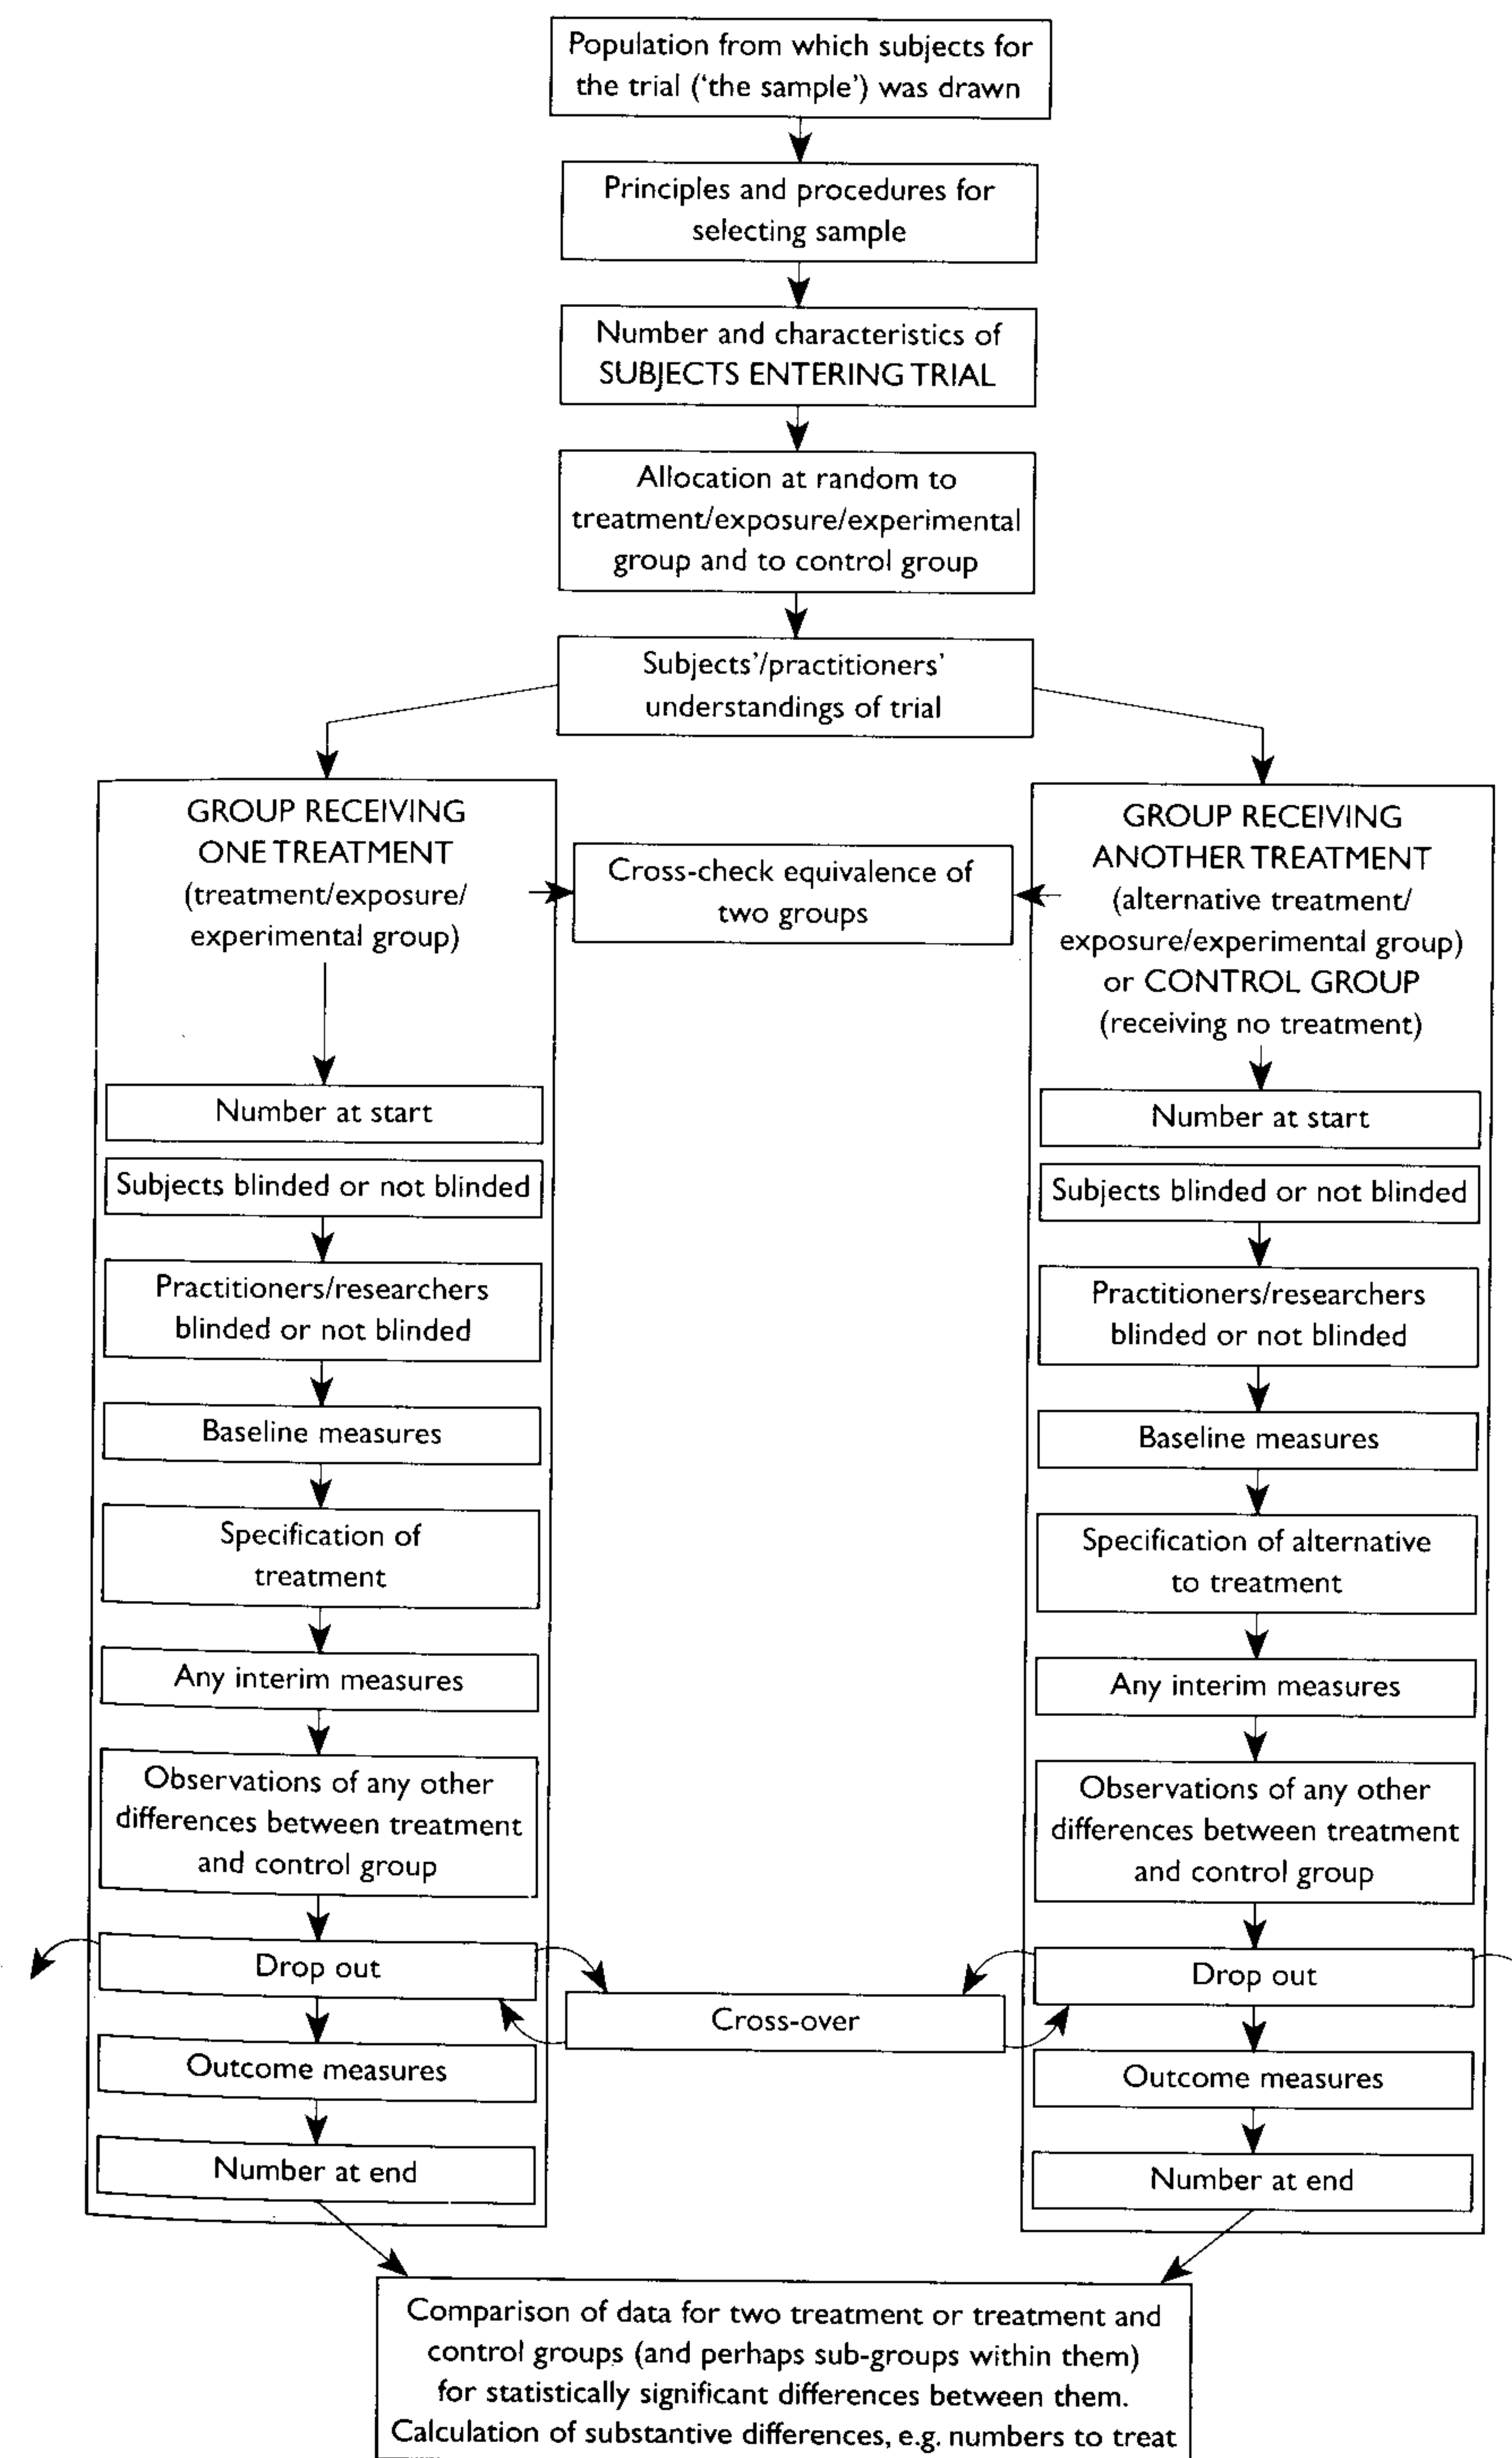 Population from which subjects for
the trial (‘the sample’) was drawn
Principles and procedures for
selecting sample
Number and characteristics of
SUBJECTS ENTERING TRIAL
Allocation at random to
treatment/exposure/experimental
group and to control group
Subjects’/practitioners’
understandings of trial
GROUP RECEIVING
ONE TREATMENT
(treatment/exposure/
experimental group)
Cross-check equivalence of
two groups
GROUP RECEIVING
ANOTHER TREATMENT
(alternative treatment/
exposure/experimental group)
or CONTROL GROUP
(receiving no treatment)
Number at start
Subjects blinded or not blinded
Practitioners/researchers
blinded or not blinded
Baseline measures
Specification of
treatment
Any interim measures
Observations of any other
differences between treatment
and control group
Drop out
Outcome measures
Number at end
Cross-over
Number at start
Subjects blinded or not blinded
Practitioners/researchers
blinded or not blinded
Baseline measures
Specification of alternative
to treatment
Any interim measures
Observations of any other
differences between treatment
and control group
Drop out
Outcome measures
Number at end
Comparison of data for two treatment or treatment and
control groups (and perhaps sub-groups within them)
for statistically significant differences between them.
Calculation of substantive differences, e.g. numbers to treat